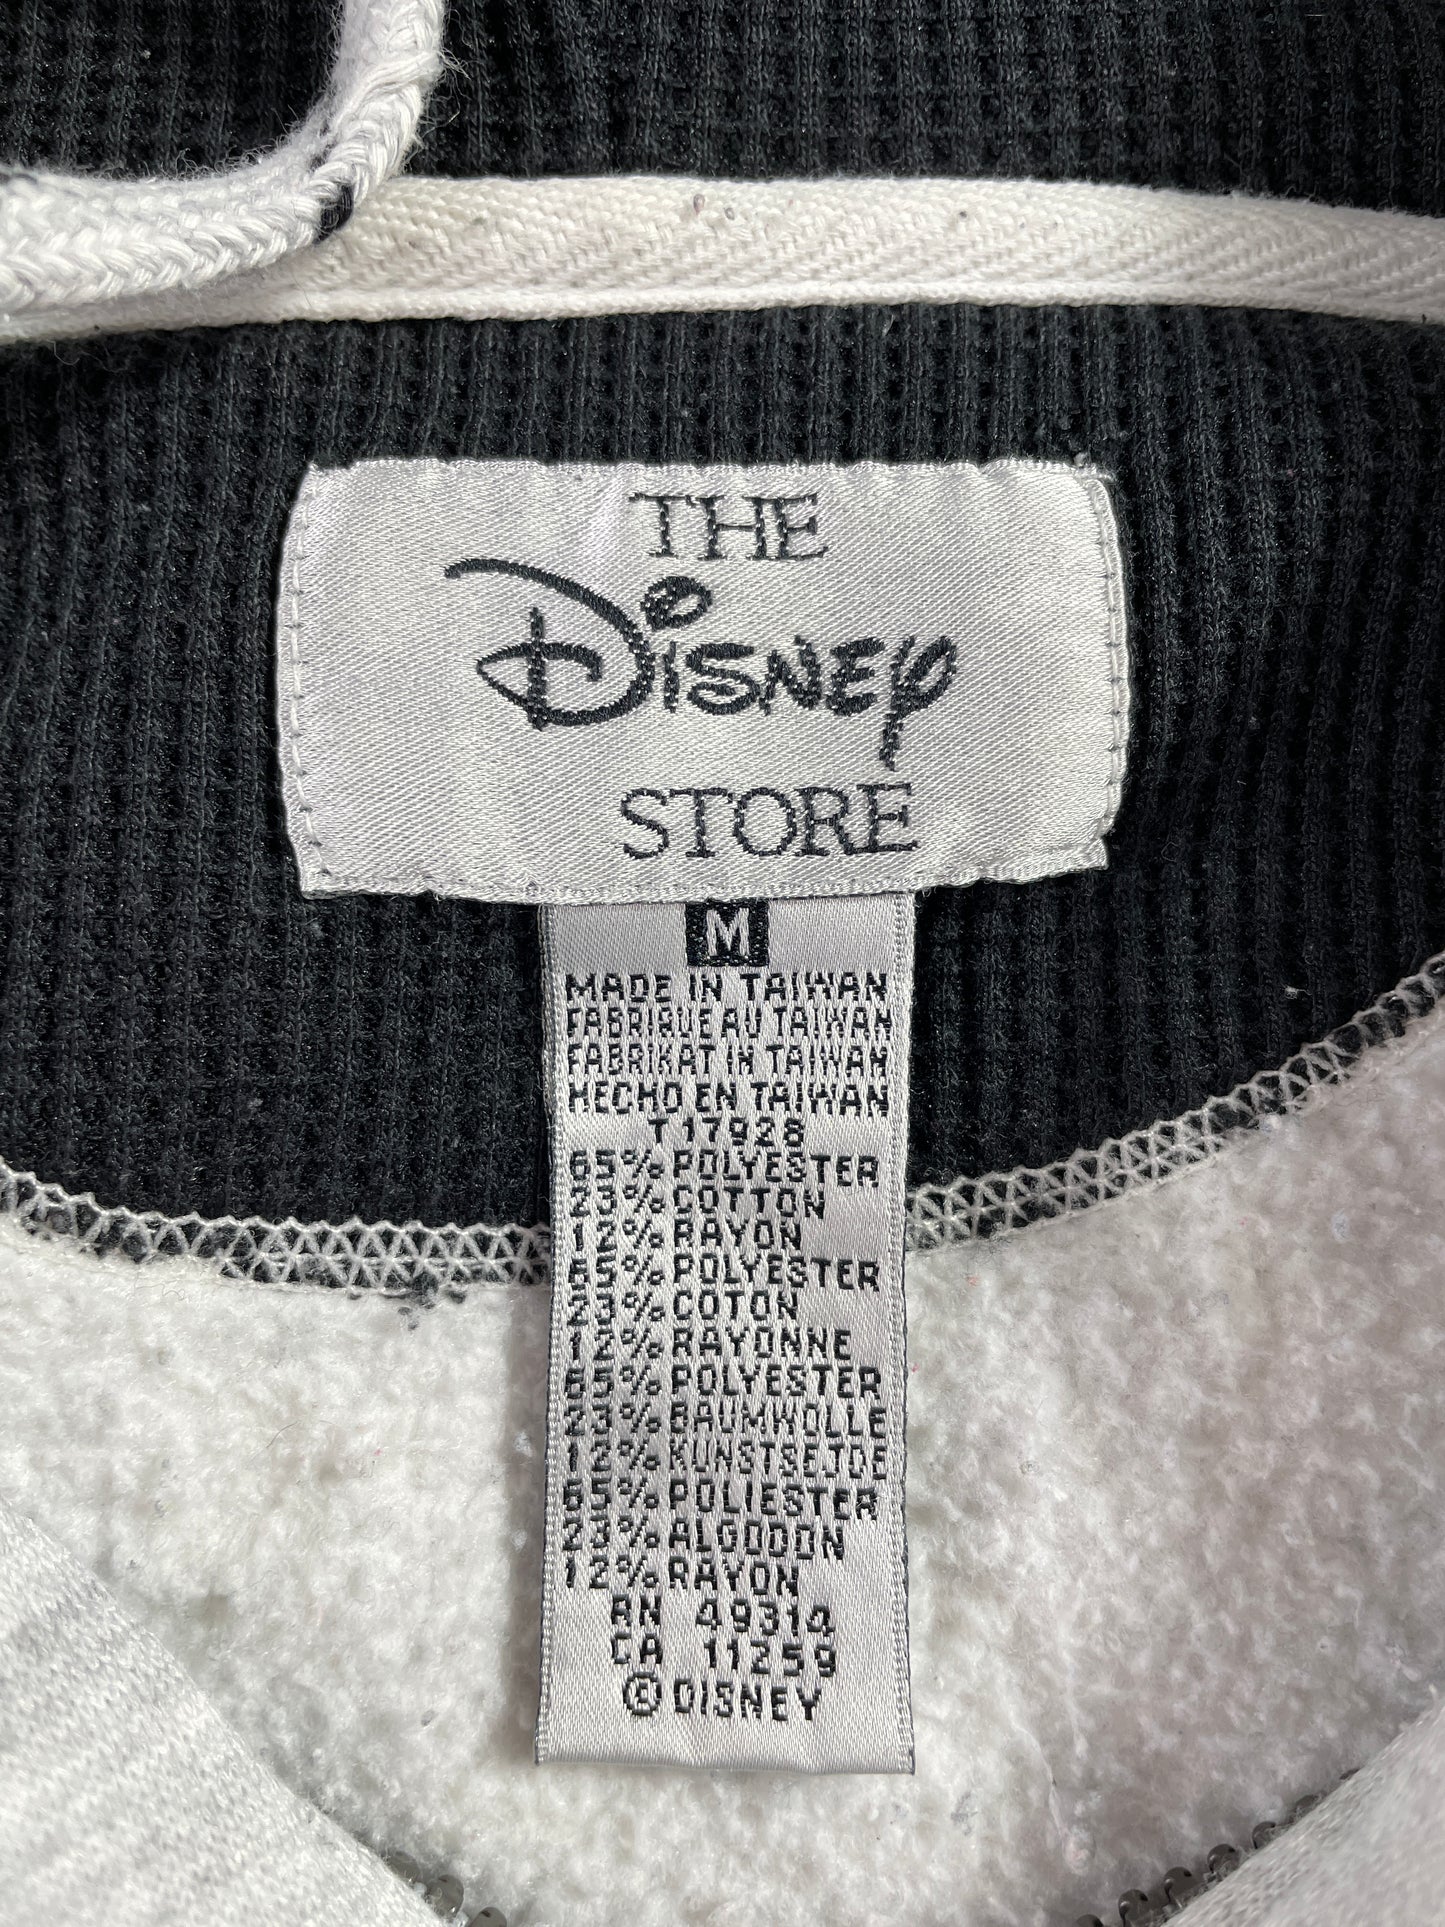 THE
DISNEY
STORE
M
MADE IN TAIWAN
FABRIQUE AU TAIWAN
FABRIKAT IN TAIWAN
HECHO EN TAIWAN
T 17928
65% POLYESTER
23% COTTON
12% RAYON
65% POLYESTER
23% COTON
12% RAYONNE
65% POLYESTER
23% BAUMWOLLE
12% KUNSTSEJDE
65% POLIESTER
23% ALGODON
12% RAYON
RN 49314
CA 11259
© DISNEY